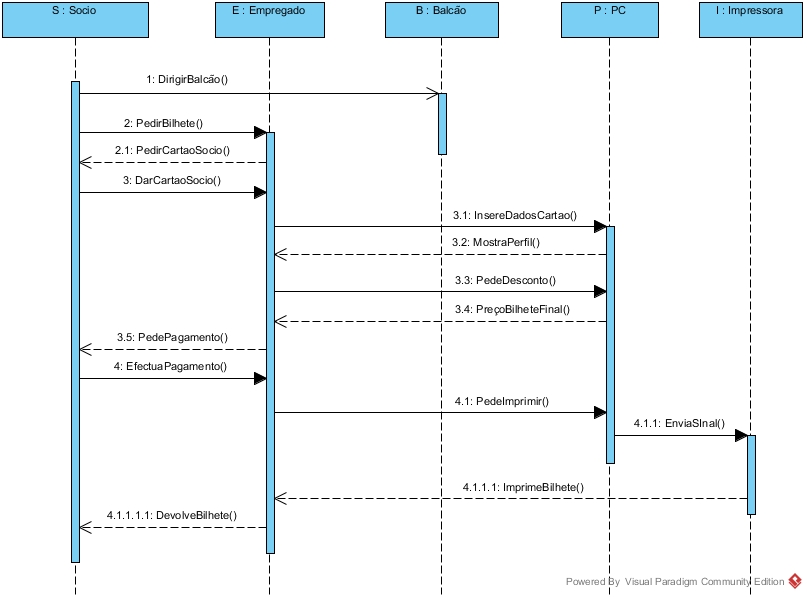 S : Socio
E : Empregado
B : Balcão
P : PC
I : Impressora
1: DirigirBalcão()
2: PedirBilhete()
2.1: PedirCartaoSocio()
3: DarCartaoSocio()
3.1: InsereDadosCartao()
3.2: MostraPerfil()
3.3: PedeDesconto()
3.4: PreçoBilheteFinal()
3.5: PedePagamento()
4: EfectuaPagamento()
4.1: PedeImprimir()
4.1.1: EnviaSInal()
4.1.1.1: ImprimeBilhete()
4.1.1.1.1: DevolveBilhete()
Powered By Visual Paradigm Community Edition